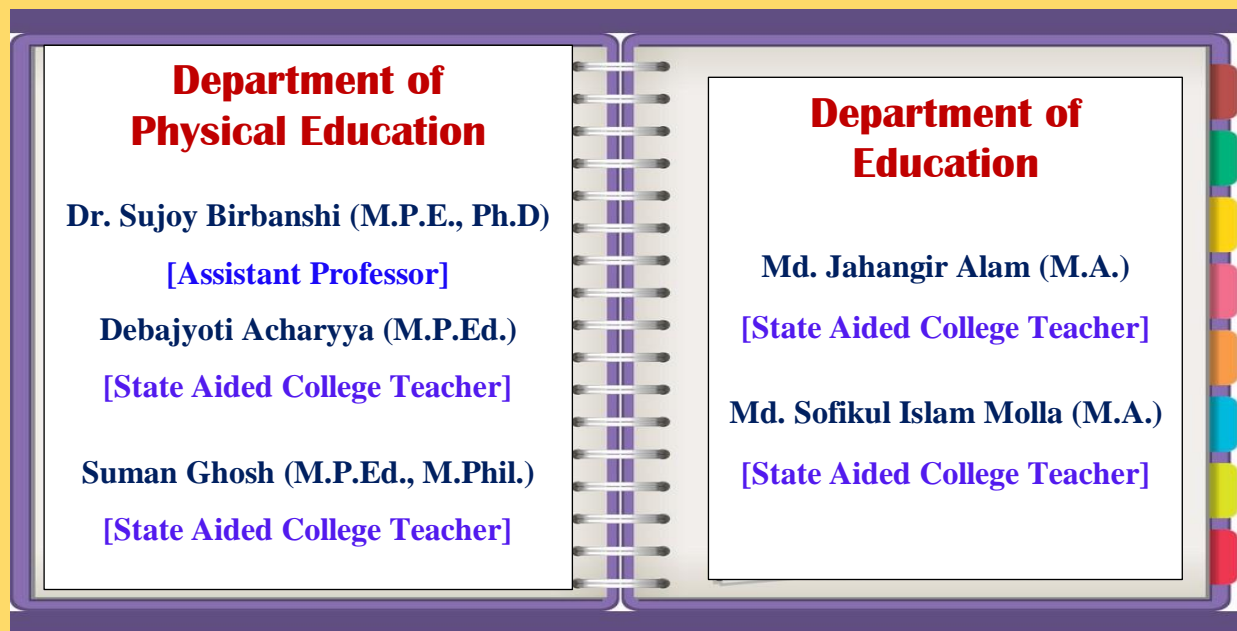 Department of
Physical Education
Dr. Sujoy Birbanshi (M.P.E., Ph.D)
[Assistant Professor]
Debajyoti Acharyya (M.P.Ed.)
[State Aided College Teacher]
Suman Ghosh (M.P.Ed., M.Phil.)
[State Aided College Teacher]
Department of
Education
Md. Jahangir Alam (M.A.)
[State Aided College Teacher]
Md. Sofikul Islam Molla (M.A.)
[State Aided College Teacher]